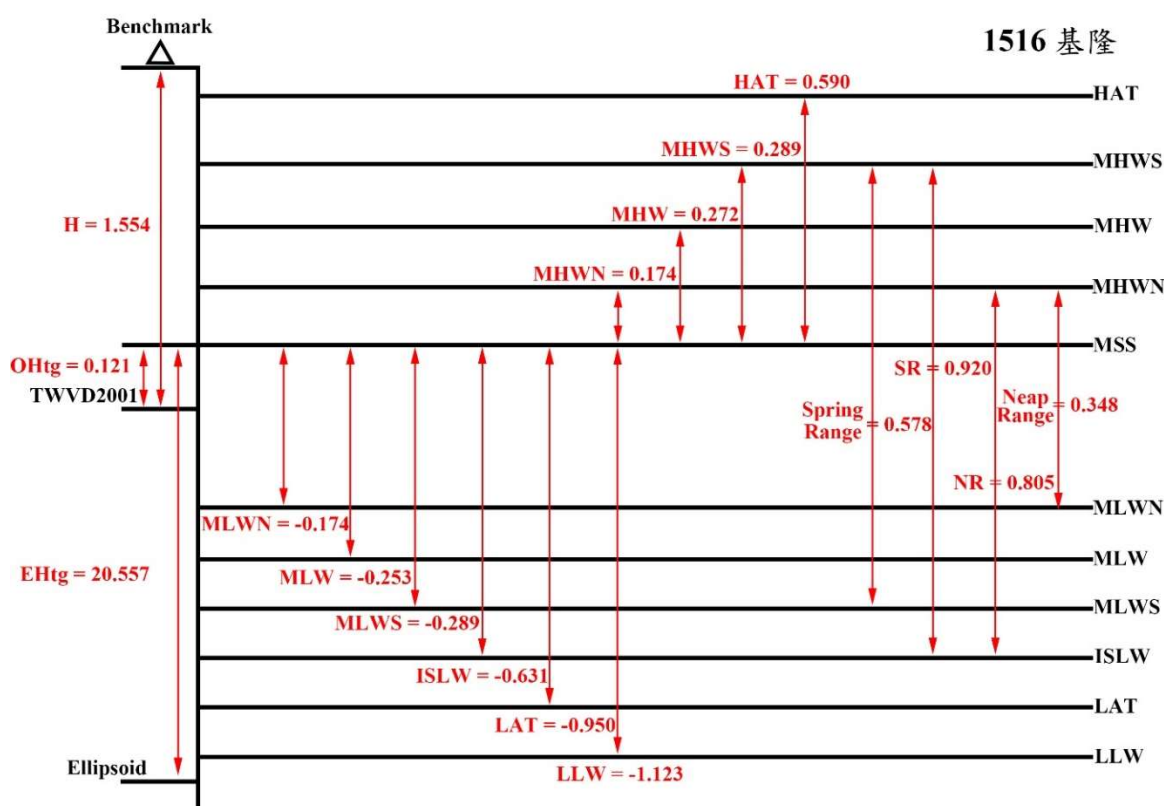 Benchmark
1516 基隆
HAT = 0.590
HAT
MHWS = 0.289
MHWS
H = 1.554
MHW = 0.272
MHW
MHWN = 0.174
MHWN
MSS
OHtg = 0.121
TWVD2001
SR = 0.920
Spring
Range = 0.578
Neap
Range = 0.348
NR = 0.805
MLWN
MLWN = -0.174
MLW
EHtg = 20.557
MLW = -0.253
MLWS
MLWS = -0.289
ISLW
ISLW = -0.631
LAT
LAT = -0.950
Ellipsoid
LLW
LLW = -1.123